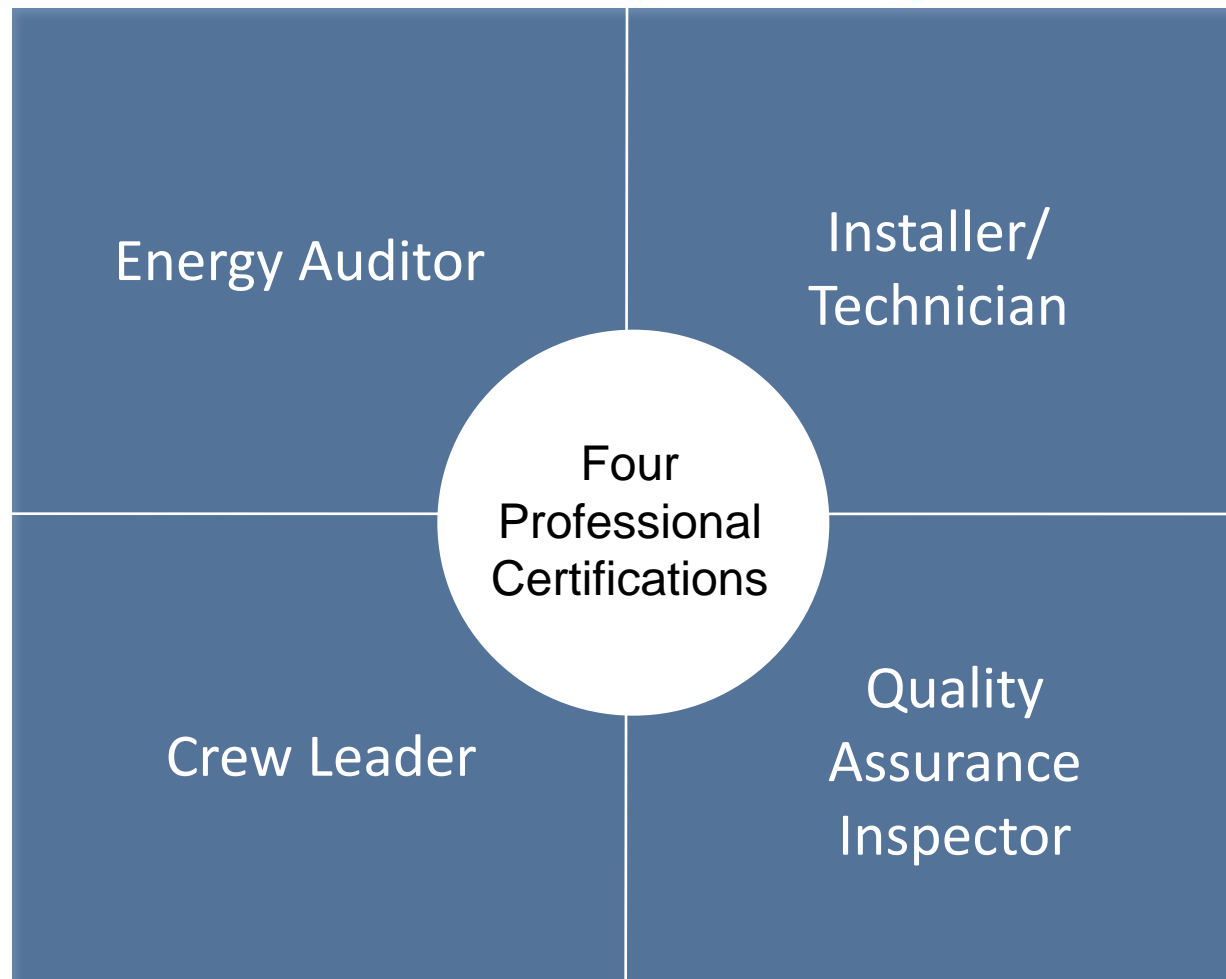 Energy Auditor
Installer/
Technician
Four
Professional
Certifications
Crew Leader
Quality
Assurance
Inspector